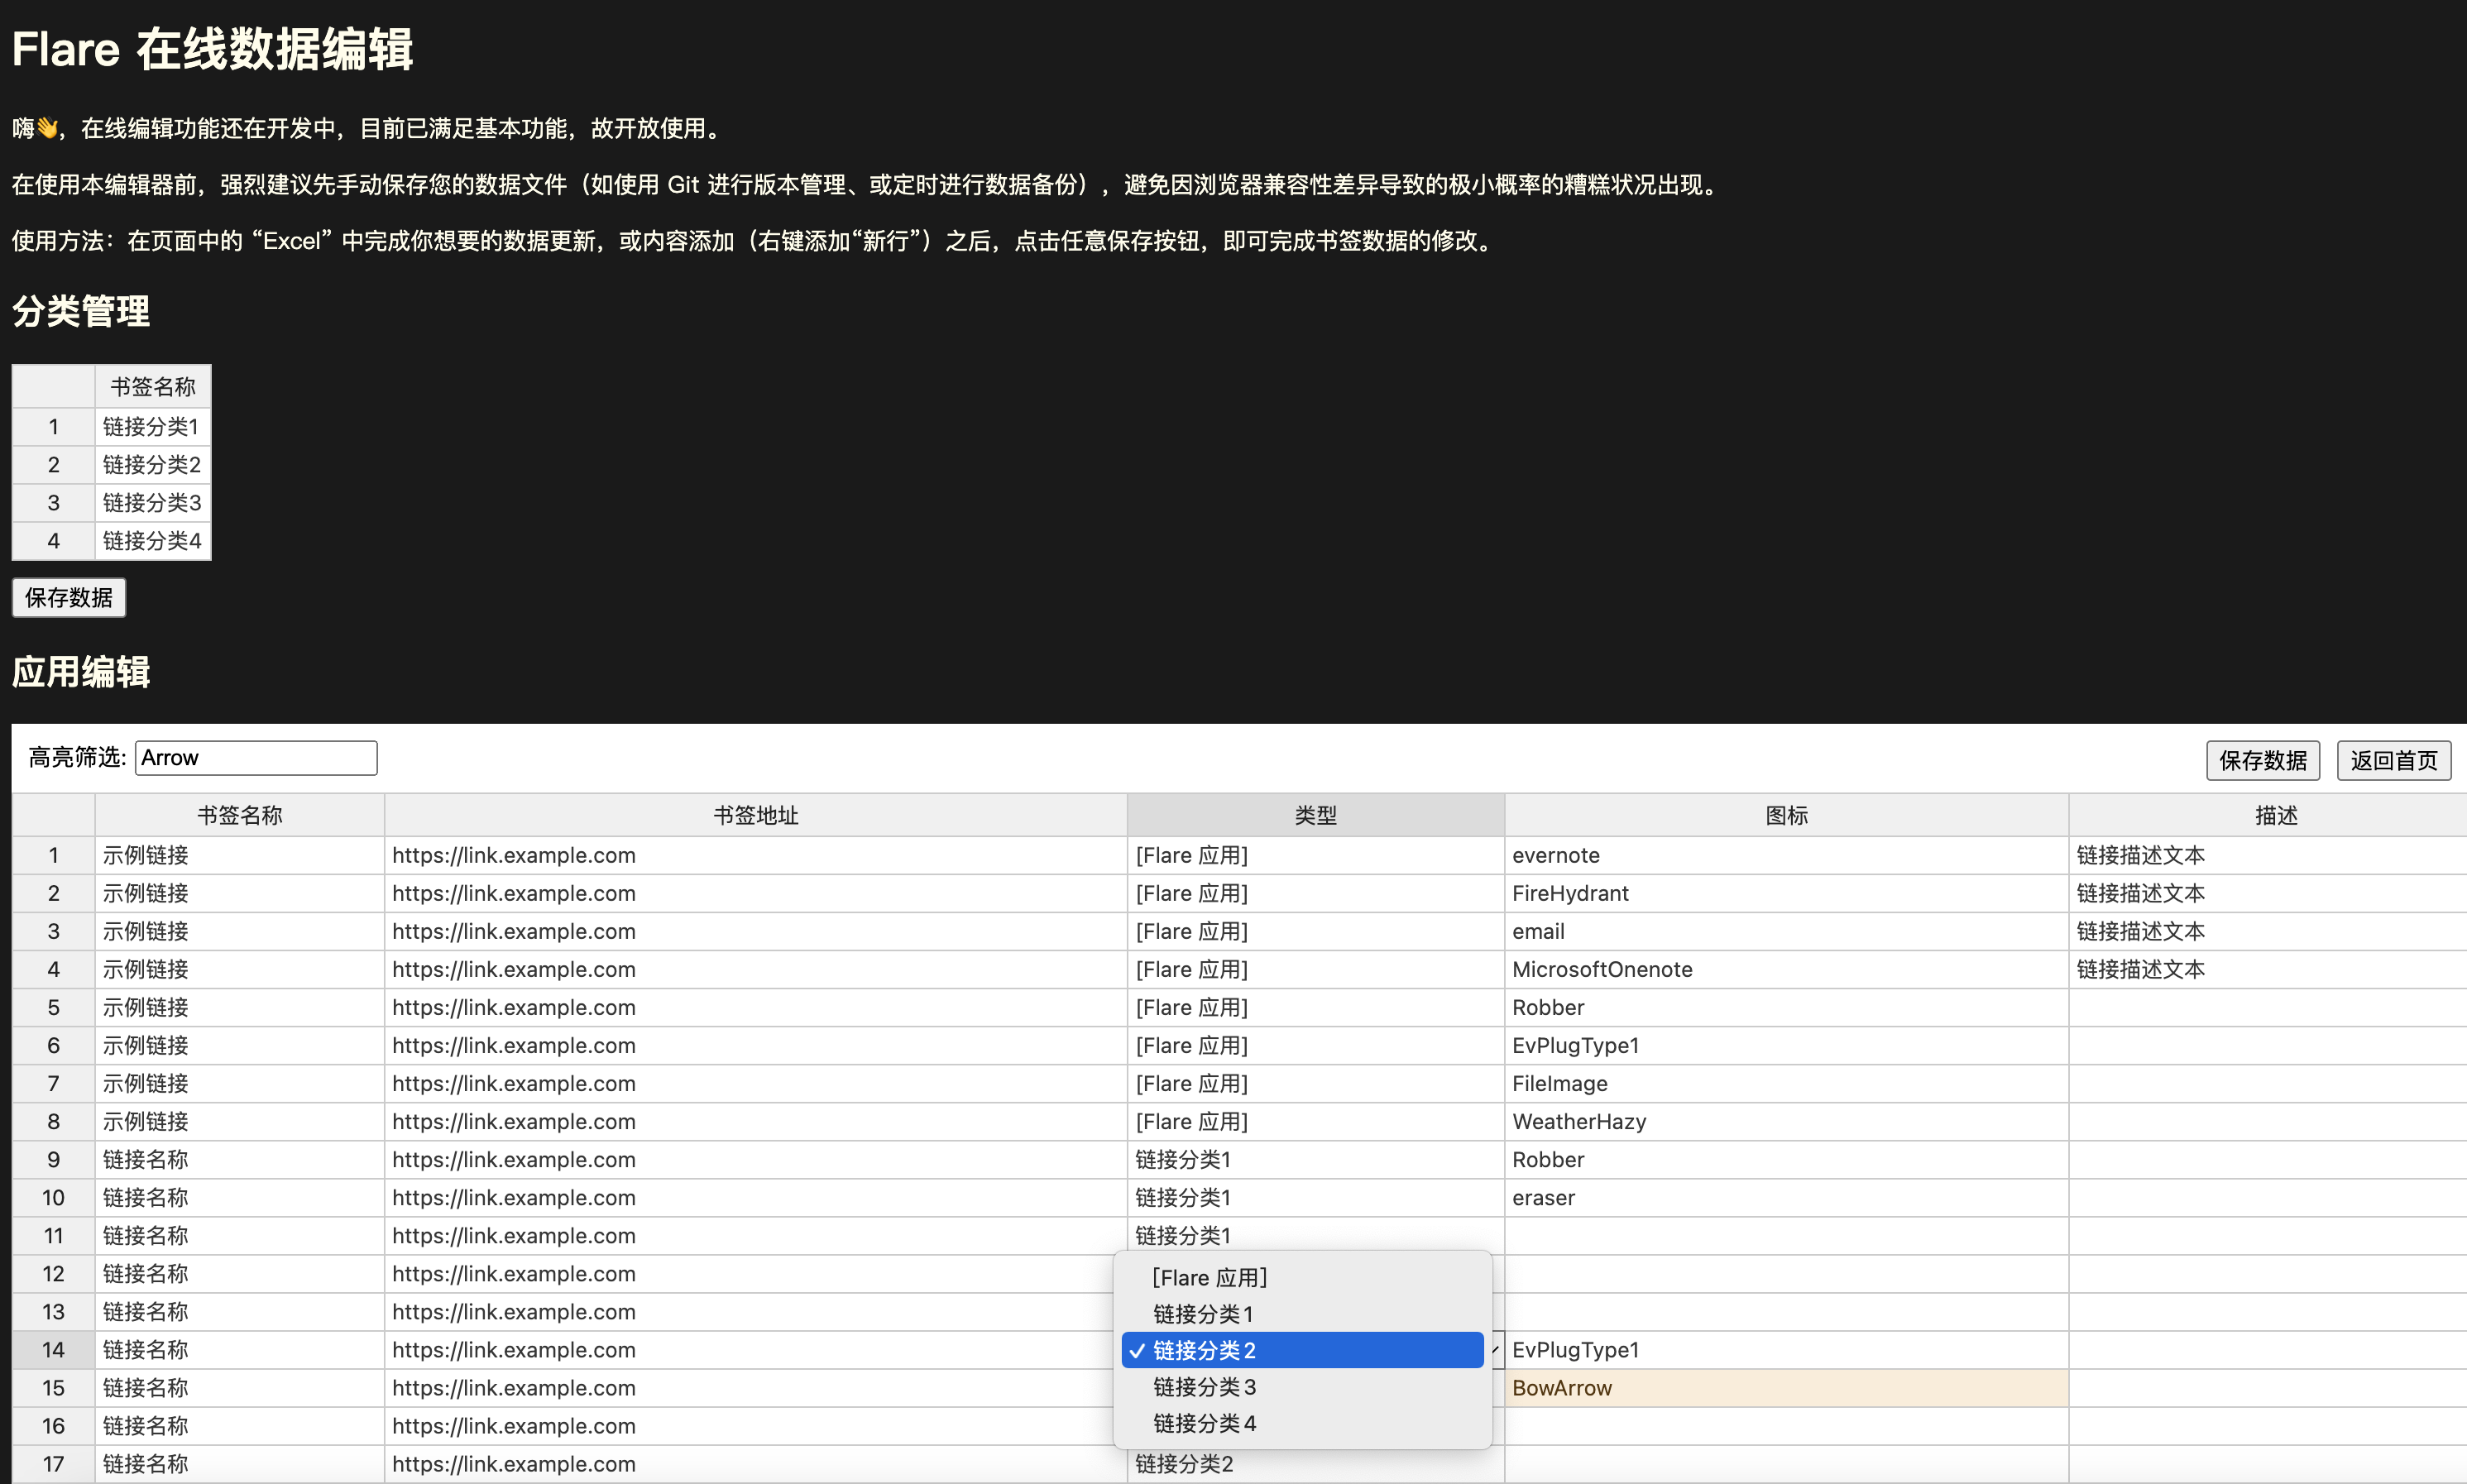 Flare 在线数据编辑
嗨👋，在线编辑功能还在开发中，目前已满足基本功能，故开放使用。
在使用本编辑器前，强烈建议先手动保存您的数据文件（如使用 Git 进行版本管理、或定时进行数据备份），避免因浏览器兼容性差异导致的极小概率的糟糕状况出现。
使用方法：在页面中的 “Excel” 中完成你想要的数据更新，或内容添加（右键添加“新行”）之后，点击任意保存按钮，即可完成书签数据的修改。
分类管理
书签名称
1 链接分类1
2 链接分类2
3 链接分类3
4 链接分类4
保存数据
应用编辑
高亮筛选: Arrow 保存数据 返回首页
书签名称 书签地址 类型 图标 描述
1 示例链接 https://link.example.com [Flare 应用] evernote 链接描述文本
2 示例链接 https://link.example.com [Flare 应用] FireHydrant 链接描述文本
3 示例链接 https://link.example.com [Flare 应用] email 链接描述文本
4 示例链接 https://link.example.com [Flare 应用] MicrosoftOnenote 链接描述文本
5 示例链接 https://link.example.com [Flare 应用] Robber
6 示例链接 https://link.example.com [Flare 应用] EvPlugType1
7 示例链接 https://link.example.com [Flare 应用] FileImage
8 示例链接 https://link.example.com [Flare 应用] WeatherHazy
9 链接名称 https://link.example.com 链接分类1 Robber
10 链接名称 https://link.example.com 链接分类1 eraser
11 链接名称 https://link.example.com 链接分类1
12 链接名称 https://link.example.com [Flare 应用]
13 链接名称 https://link.example.com 链接分类1
14 链接名称 https://link.example.com ✓ 链接分类2 EvPlugType1
15 链接名称 https://link.example.com 链接分类3 BowArrow
16 链接名称 https://link.example.com 链接分类4
17 链接名称 https://link.example.com 链接分类2